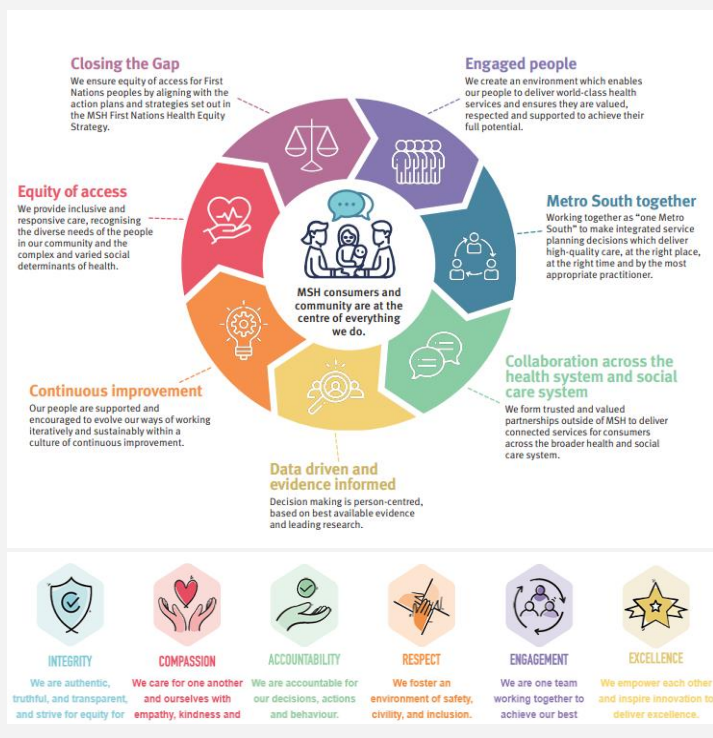 Closing the Gap
We ensure equity of access for First
Nations peoples by aligning with the
action plans and strategies set out in
the MSH First Nations Health Equity
Strategy.
Engaged people
We create an environment which enables
our people to deliver world-class health
services and ensures they are valued,
respected and supported to achieve their
full potential.
Equity of access
We provide inclusive and
responsive care, recognising
the diverse needs of the people
in our community and the
complex and varied social
determinants of health.
Metro South together
Working together as “one Metro
South” to make integrated service
planning decisions which deliver
high-quality care, at the right place,
at the right time and by the most
appropriate practitioner.
MSH consumers and
community are at the
centre of everything
we do.
Continuous improvement
Our people are supported and
encouraged to evolve our ways of working
iteratively and sustainably within a
culture of continuous improvement.
Collaboration across the
health system and social
care system
We form trusted and valued
partnerships outside of MSH to deliver
connected services for consumers
across the broader health and social
care system.
Data driven and
evidence informed
Decision making is person-centred,
based on best available evidence
and leading research.
INTEGRITY
We are authentic,
truthful, and transparent,
and strive for equity for
COMPASSION
We care for one another
and ourselves with
empathy, kindness and
ACCOUNTABILITY
We are accountable for
our decisions, actions
and behaviour.
RESPECT
We foster an
environment of safety,
civility, and inclusion.
ENGAGEMENT
We are one team
working together to
achieve our best
EXCELLENCE
We empower each other
and inspire innovation to
deliver excellence.